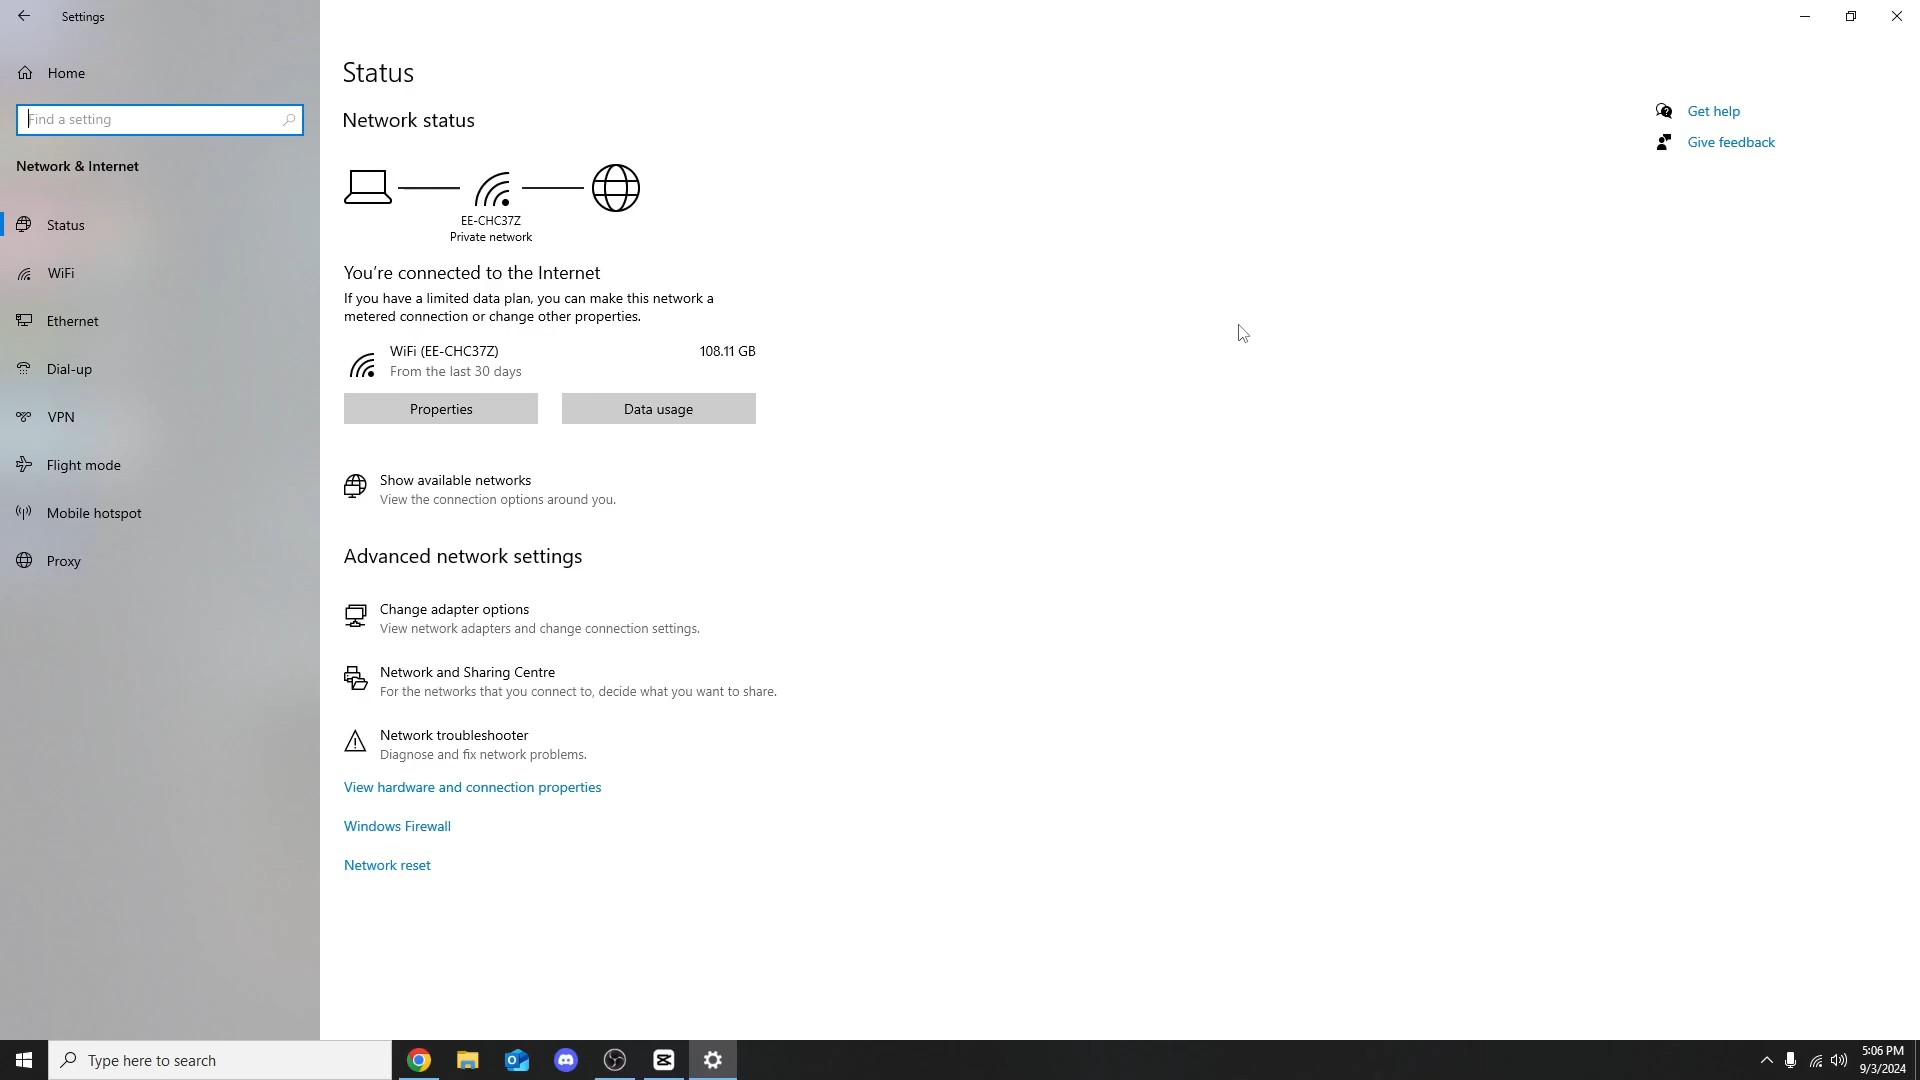 Settings
Home
Find a setting
Network & Internet
Status
WiFi
Ethernet
Dial-up
VPN
Flight mode
Mobile hotspot
Proxy
Status
Network status
EE-CHC37Z
Private network
You're connected to the Internet
If you have a limited data plan, you can make this network a
metered connection or change other properties.
WiFi (EE-CHC37Z)
108.11 GB
From the last 30 days
Properties
Data usage
Show available networks
View the connection options around you.
Advanced network settings
Change adapter options
View network adapters and change connection settings.
Network and Sharing Centre
For the networks that you connect to, decide what you want to share.
Network troubleshooter
Diagnose and fix network problems.
View hardware and connection properties
Windows Firewall
Network reset
Get help
Give feedback
Type here to search
5:06 PM
9/3/2024